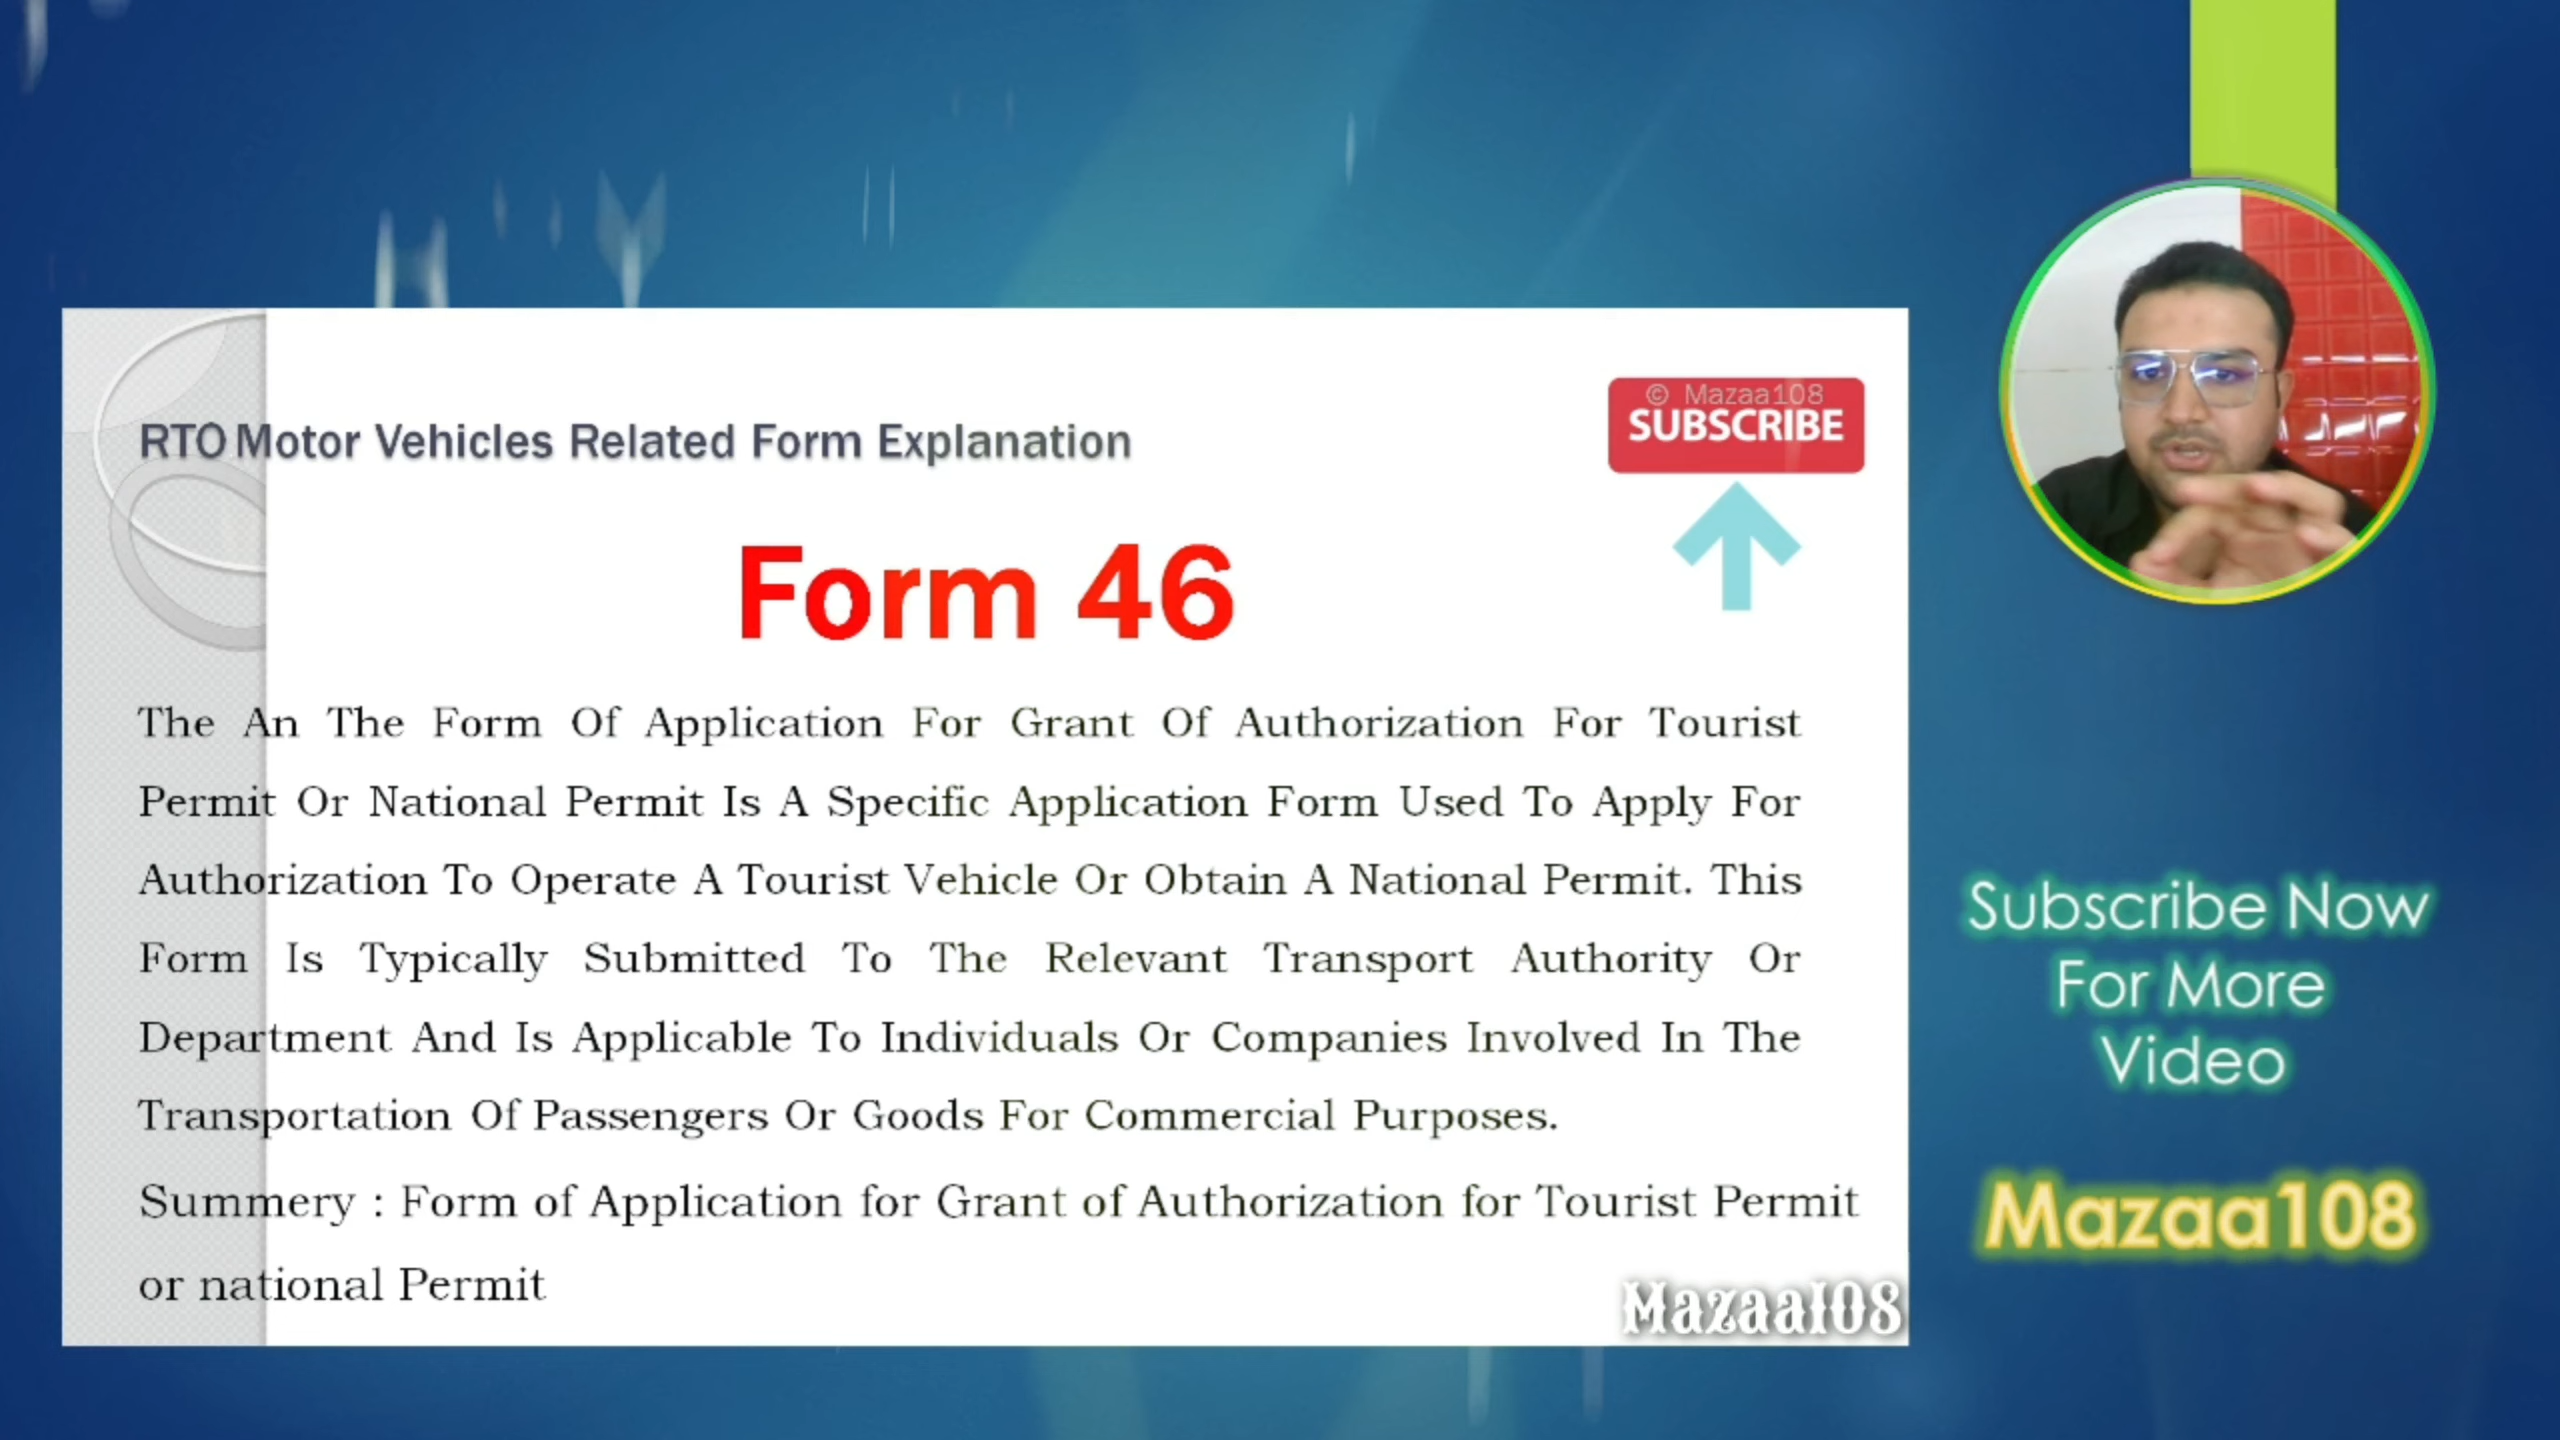 RTO Motor Vehicles Related Form Explanation
© Mazaa108
SUBSCRIBE
Form 46
The An The Form Of Application For Grant Of Authorization For Tourist
Permit Or National Permit Is A Specific Application Form Used To Apply For
Authorization To Operate A Tourist Vehicle Or Obtain A National Permit. This
Form Is Typically Submitted To The Relevant Transport Authority Or
Department And Is Applicable To Individuals Or Companies Involved In The
Transportation Of Passengers Or Goods For Commercial Purposes.
Summery : Form of Application for Grant of Authorization for Tourist Permit
or national Permit
Mazaa108
Subscribe Now
For More
Video
Mazaa108